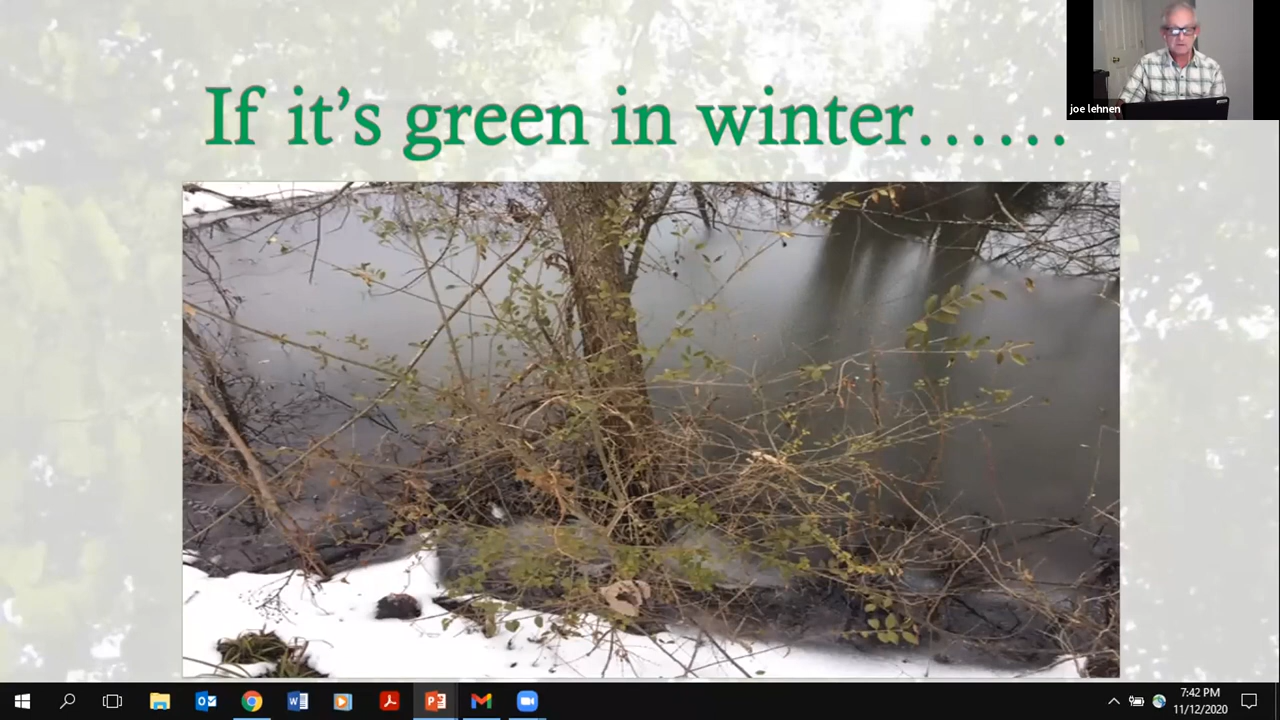 If it's green in winter......
joe lehnen
7:42 PM
11/12/2020